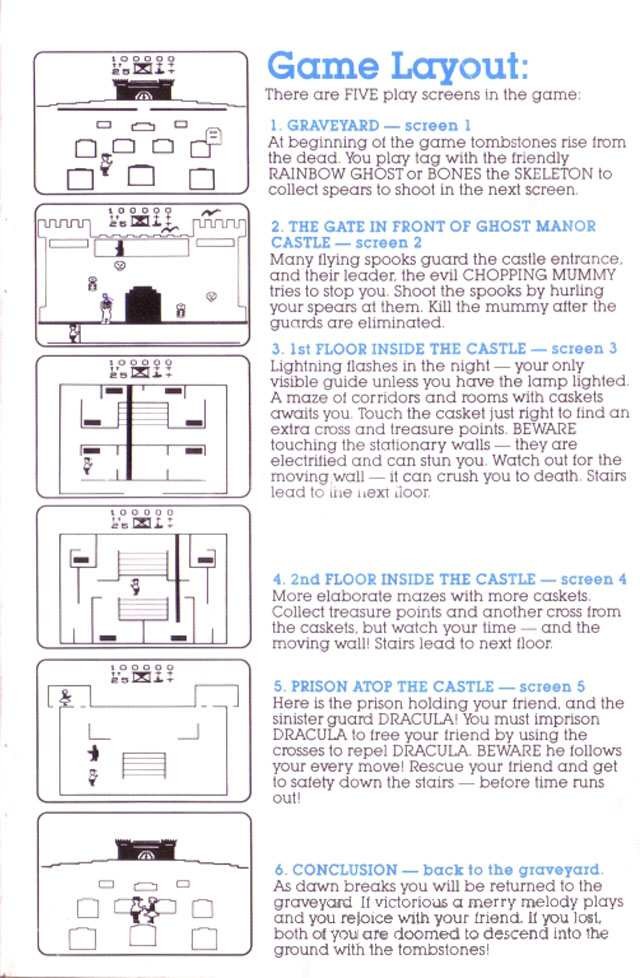 Game Layout:
There are FIVE play screens in the game:
1. GRAVEYARD — screen 1
At beginning of the game tombstones rise from
the dead. You play tag with the friendly
RAINBOW GHOST or BONES the SKELETON to
collect spears to shoot in the next screen.
2. THE GATE IN FRONT OF GHOST MANOR
CASTLE — screen 2
Many flying spooks guard the castle entrance,
and their leader, the evil CHOPPING MUMMY
tries to stop you. Shoot the spooks by hurling
your spears at them. Kill the mummy after the
guards are eliminated.
3. 1st FLOOR INSIDE THE CASTLE — screen 3
Lightning flashes in the night — your only
visible guide unless you have the lamp lighted.
A maze of corridors and rooms with caskets
awaits you. Touch the casket just right to find an
extra cross and treasure points. BEWARE
touching the stationary walls — they are
electrified and can stun you. Watch out for the
moving wall — it can crush you to death. Stairs
lead to the next floor.
4. 2nd FLOOR INSIDE THE CASTLE — screen 4
More elaborate mazes with more caskets.
Collect treasure points and another cross from
the caskets, but watch your time — and the
moving wall! Stairs lead to next floor.
5. PRISON ATOP THE CASTLE — screen 5
Here is the prison holding your friend, and the
sinister guard DRACULA! You must imprison
DRACULA to free your friend by using the
crosses to repel DRACULA. BEWARE he follows
your every move! Rescue your friend and get
to safety down the stairs — before time runs
out!
6. CONCLUSION — back to the graveyard.
As dawn breaks you will be returned to the
graveyard. If victorious a merry melody plays
and you rejoice with your friend. If you lost,
both of you are doomed to descend into the
ground with the tombstones!
100000
25
100000
100000
25
100000
25
100000
25